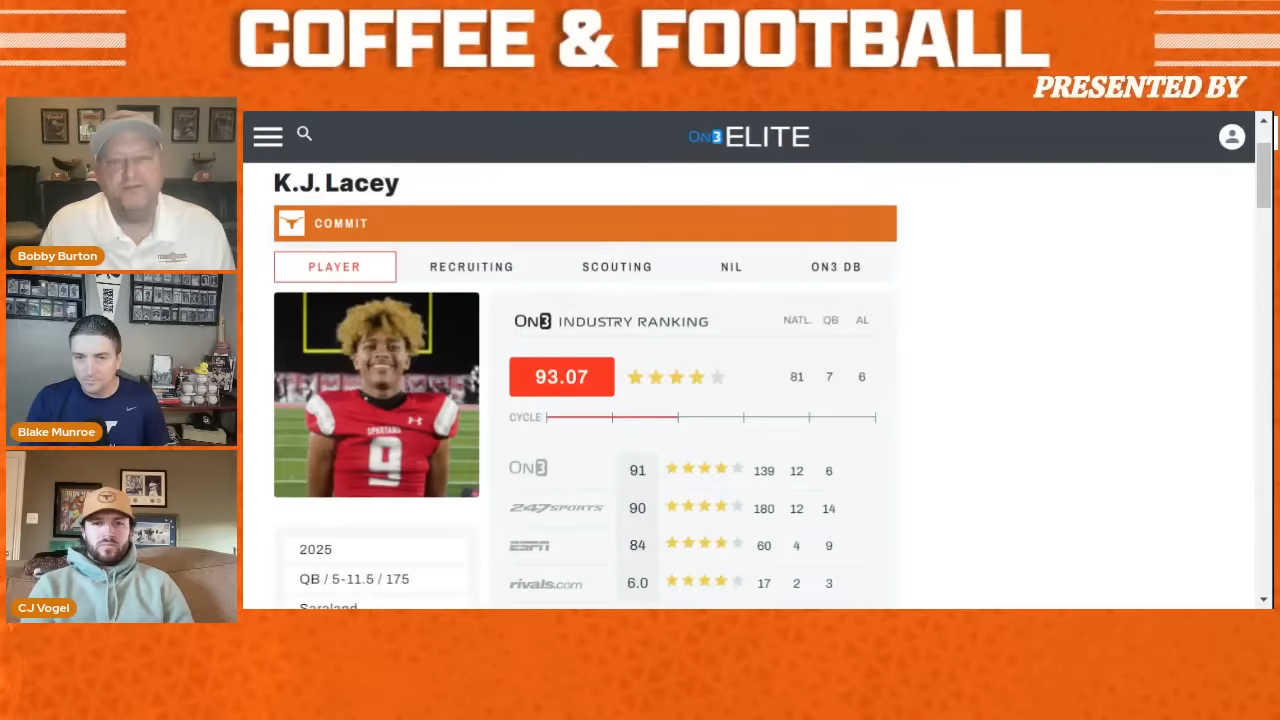 COFFEE & FOOTBALL
PRESENTED BY
Bobby Burton
Blake Munroe
CJ Vogel
On3 ELITE
K.J. Lacey
COMMIT
PLAYER RECRUITING SCOUTING NIL ON3 DB
On3 INDUSTRY RANKING NATL. QB AL
93.07 81 7 6
CYCLE
On3 91 139 12 6
247SPORTS 90 180 12 14
ESPN 84 60 4 9
rivals.com 6.0 17 2 3
SPARTANS
9
2025
QB / 5-11.5 / 175
Saraland